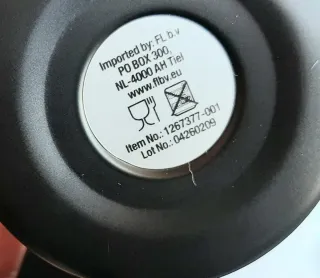 Imported by: FL b.v
PO BOX 300,
NL-4000 AH Tiel
www.flbv.eu
Item No.: 1267377-001
Lot No.: 04260209